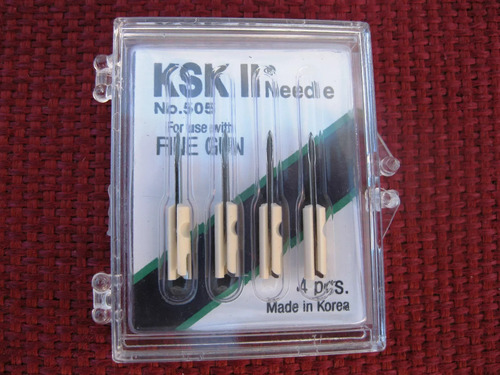 KSK II Needle
No.505
For use with
FINE GUN
4 pcs.
Made in Korea